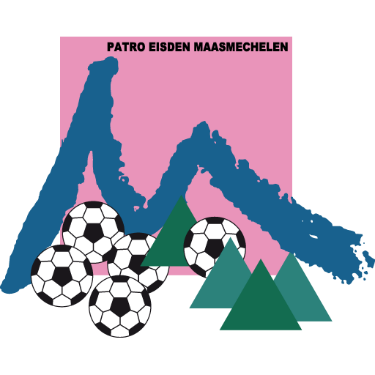 PATRO EISDEN MAASMECHELEN